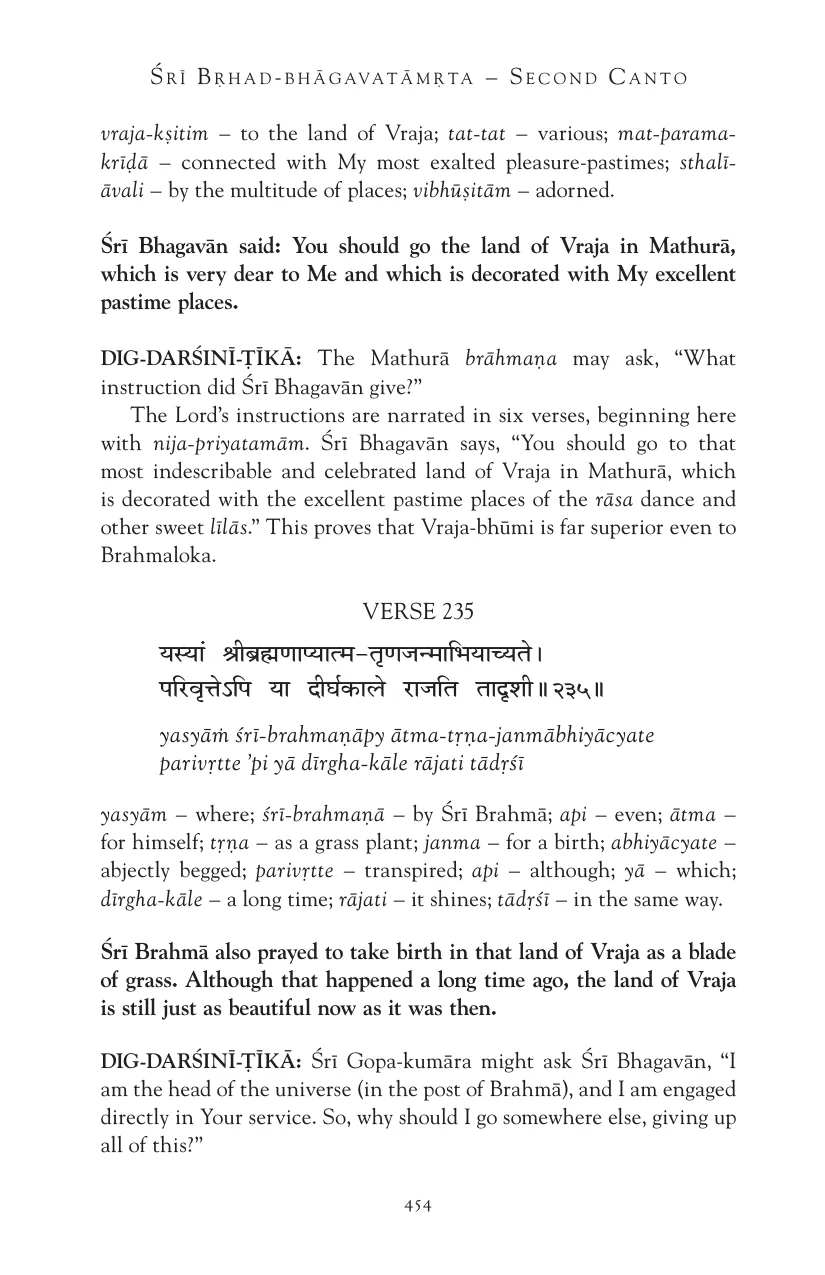 ŚRĪ BṚHAD-BHĀGAVATĀMṚTA – SECOND CANTO
vraja-kṣitim – to the land of Vraja; tat-tat – various; mat-parama-
krīḍā – connected with My most exalted pleasure-pastimes; sthalī-
āvali – by the multitude of places; vibhūṣitām – adorned.
Śrī Bhagavān said: You should go the land of Vraja in Mathurā,
which is very dear to Me and which is decorated with My excellent
pastime places.
DIG-DARŚINĪ-ṬĪKĀ: The Mathurā brāhmaṇa may ask, “What
instruction did Śrī Bhagavān give?”
The Lord’s instructions are narrated in six verses, beginning here
with nija-priyatamām. Śrī Bhagavān says, “You should go to that
most indescribable and celebrated land of Vraja in Mathurā, which
is decorated with the excellent pastime places of the rāsa dance and
other sweet līlās.” This proves that Vraja-bhūmi is far superior even to
Brahmaloka.
VERSE 235
यस्यां श्रीब्रह्मणाप्यात्म-तृणजन्माभियाच्यते।
परिवृत्तेऽपि या दीर्घकाले राजति तादृशी॥२३५॥
yasyāṁ śrī-brahmaṇāpy ātma-tṛṇa-janmābhiyācyate
parivṛtte ’pi yā dīrgha-kāle rājati tādṛśī
yasyām – where; śrī-brahmaṇā – by Śrī Brahmā; api – even; ātma –
for himself; tṛṇa – as a grass plant; janma – for a birth; abhiyācyate –
abjectly begged; parivṛtte – transpired; api – although; yā – which;
dīrgha-kāle – a long time; rājati – it shines; tādṛśī – in the same way.
Śrī Brahmā also prayed to take birth in that land of Vraja as a blade
of grass. Although that happened a long time ago, the land of Vraja
is still just as beautiful now as it was then.
DIG-DARŚINĪ-ṬĪKĀ: Śrī Gopa-kumāra might ask Śrī Bhagavān, “I
am the head of the universe (in the post of Brahmā), and I am engaged
directly in Your service. So, why should I go somewhere else, giving up
all of this?”
454